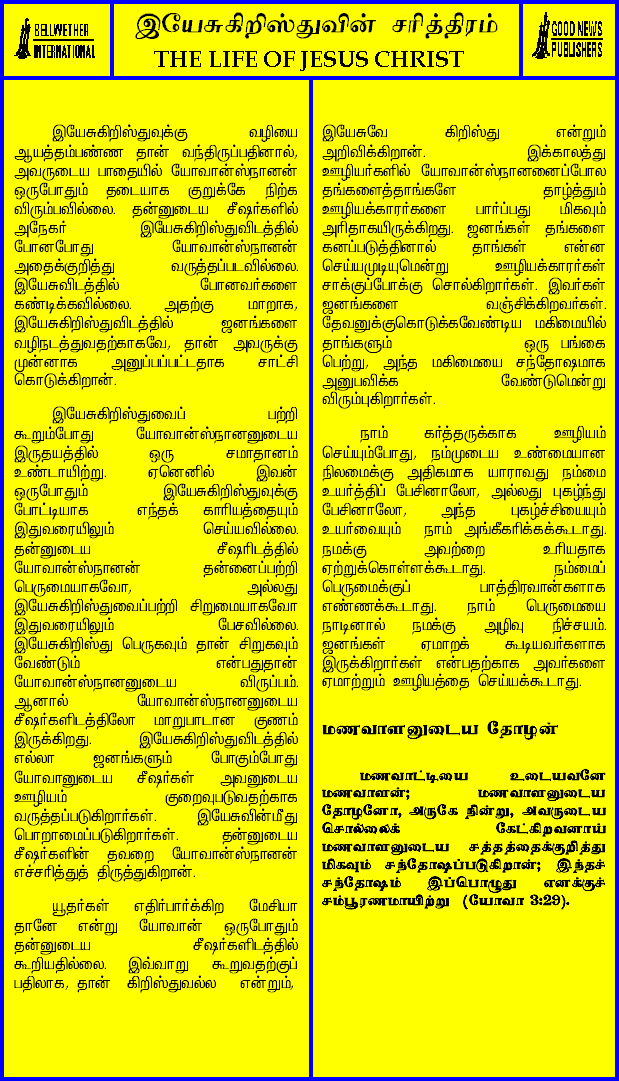 BELLWETHER
INTERNATIONAL
இயேசுகிறிஸ்துவின் சரித்திரம்
THE LIFE OF JESUS CHRIST
GOOD NEWS
PUBLISHERS
இயேசுகிறிஸ்துவுக்கு வழியை
ஆயத்தம்பண்ண தான் வந்திருப்பதினால்,
அவருடைய பாதையில் யோவான்ஸ்நானன்
ஒருபோதும் தடையாக குறுக்கே நிற்க
விரும்பவில்லை. தன்னுடைய சீஷர்களில்
அநேகர் இயேசுகிறிஸ்துவிடத்தில்
போனபோது யோவான்ஸ்நானன்
அதைக்குறித்து வருத்தப்படவில்லை.
இயேசுவிடத்தில் போனவர்களை
கண்டிக்கவில்லை. அதற்கு மாறாக,
இயேசுகிறிஸ்துவிடத்தில் ஜனங்களை
வழிநடத்துவதற்காகவே, தான் அவருக்கு
முன்னாக அனுப்பப்பட்டதாக சாட்சி
கொடுக்கிறான்.
இயேசுகிறிஸ்துவைப் பற்றி
கூறும்போது யோவான்ஸ்நானனுடைய
இருதயத்தில் ஒரு சமாதானம்
உண்டாயிற்று. ஏனெனில் இவன்
ஒருபோதும் இயேசுகிறிஸ்துவுக்கு
போட்டியாக எந்தக் காரியத்தையும்
இதுவரையிலும் செய்யவில்லை.
தன்னுடைய சீஷரிடத்தில்
யோவான்ஸ்நானன் தன்னைப்பற்றி
பெருமையாகவோ, அல்லது
இயேசுகிறிஸ்துவைப்பற்றி சிறுமையாகவோ
இதுவரையிலும் பேசவில்லை.
இயேசுகிறிஸ்து பெருகவும் தான் சிறுகவும்
வேண்டும் என்பதுதான்
யோவான்ஸ்நானனுடைய விருப்பம்.
ஆனால் யோவான்ஸ்நானனுடைய
சீஷர்களிடத்திலோ மாறுபாடான குணம்
இருக்கிறது. இயேசுகிறிஸ்துவிடத்தில்
எல்லா ஜனங்களும் போகும்போது
யோவானுடைய சீஷர்கள் அவனுடைய
ஊழியம் குறைவுபடுவதற்காக
வருத்தப்படுகிறார்கள். இயேசுவின்மீது
பொறாமைப்படுகிறார்கள். தன்னுடைய
சீஷர்களின் தவறை யோவான்ஸ்நானன்
எச்சரித்துத் திருத்துகிறான்.
யூதர்கள் எதிர்பார்க்கிற மேசியா
தானே என்று யோவான் ஒருபோதும்
தன்னுடைய சீஷர்களிடத்தில்
கூறியதில்லை. இவ்வாறு கூறுவதற்குப்
பதிலாக, தான் கிறிஸ்துவல்ல என்றும்,
இயேசுவே கிறிஸ்து என்றும்
அறிவிக்கிறான். இக்காலத்து
ஊழியர்களில் யோவான்ஸ்நானனைப்போல
தங்களைத்தாங்களே தாழ்த்தும்
ஊழியக்காரர்களை பார்ப்பது மிகவும்
அரிதாகயிருக்கிறது. ஜனங்கள் தங்களை
கனப்படுத்தினால் தாங்கள் என்ன
செய்யமுடியுமென்று ஊழியக்காரர்கள்
சாக்குப்போக்கு சொல்கிறார்கள். இவர்கள்
ஜனங்களை வஞ்சிக்கிறவர்கள்.
தேவனுக்குகொடுக்கவேண்டிய மகிமையில்
தாங்களும் ஒரு பங்கை
பெற்று, அந்த மகிமையை சந்தோஷமாக
அனுபவிக்க வேண்டுமென்று
விரும்புகிறார்கள்.
நாம் கர்த்தருக்காக ஊழியம்
செய்யும்போது, நம்முடைய உண்மையான
நிலமைக்கு அதிகமாக யாராவது நம்மை
உயர்த்திப் பேசினாலோ, அல்லது புகழ்ந்து
பேசினாலோ, அந்த புகழ்ச்சியையும்
உயர்வையும் நாம் அங்கீகரிக்கக்கூடாது.
நமக்கு அவற்றை உரியதாக
ஏற்றுக்கொள்ளக்கூடாது. நம்மைப்
பெருமைக்குப் பாத்திரவான்களாக
எண்ணக்கூடாது. நாம் பெருமையை
நாடினால் நமக்கு அழிவு நிச்சயம்.
ஜனங்கள் ஏமாறக் கூடியவர்களாக
இருக்கிறார்கள் என்பதற்காக அவர்களை
ஏமாற்றும் ஊழியத்தை செய்யக்கூடாது.
மணவாளனுடைய தோழன்
மணவாட்டியை உடையவனே
மணவாளன்; மணவாளனுடைய
தோழனோ, அருகே நின்று, அவருடைய
சொல்லைக் கேட்கிறவனாய்
மணவாளனுடைய சத்தத்தைக்குறித்து
மிகவும் சந்தோஷப்படுகிறான்; இந்தச்
சந்தோஷம் இப்பொழுது எனக்குச்
சம்பூரணமாயிற்று (யோவா 3:29).